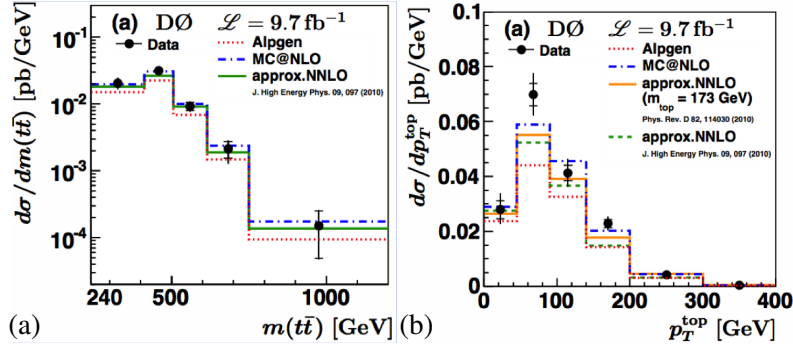 (a) DØ ℒ = 9.7 fb⁻¹
Data
Alpgen
MC@NLO
approx.NNLO
J. High Energy Phys. 09, 097 (2010)
dσ/dm(tt̄) [pb/GeV]
10⁻¹
10⁻²
10⁻³
10⁻⁴
240 500 1000
m(tt̄) [GeV]
(a)
(a) DØ ℒ = 9.7 fb⁻¹
Data
Alpgen
MC@NLO
approx.NNLO
(m_top = 173 GeV)
Phys. Rev. D 82, 114030 (2010)
approx.NNLO
J. High Energy Phys. 09, 097 (2010)
dσ/dp_T^top [pb/GeV]
0.1
0.08
0.06
0.04
0.02
0
0 100 200 300 400
p_T^top [GeV]
(b)